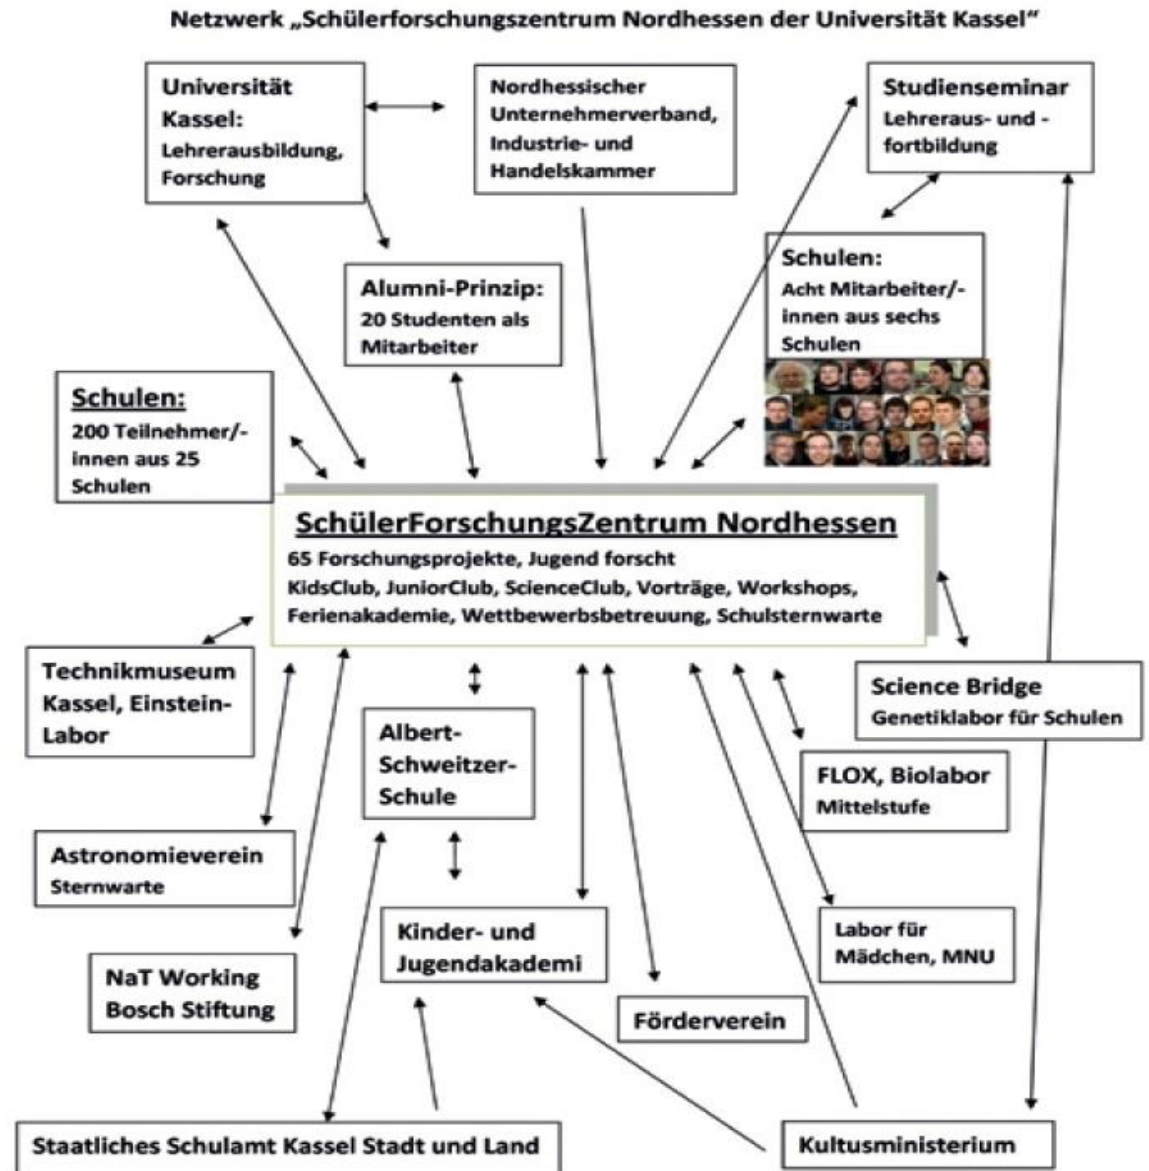 Netzwerk „Schülerforschungszentrum Nordhessen der Universität Kassel“
Universität
Kassel:
Lehrerausbildung,
Forschung
Nordhessischer
Unternehmerverband,
Industrie- und
Handelskammer
Studienseminar
Lehreraus- und -
fortbildung
Alumni-Prinzip:
20 Studenten als
Mitarbeiter
Schulen:
Acht Mitarbeiter/-
innen aus sechs
Schulen
Schulen:
200 Teilnehmer/-
innen aus 25
Schulen
SchülerForschungsZentrum Nordhessen
65 Forschungsprojekte, Jugend forscht
KidsClub, JuniorClub, ScienceClub, Vorträge, Workshops,
Ferienakademie, Wettbewerbsbetreuung, Schulsternwarte
Technikmuseum
Kassel, Einstein-
Labor
Albert-
Schweitzer-
Schule
Science Bridge
Genetiklabor für Schulen
FLOX, Biolabor
Mittelstufe
Astronomieverein
Sternwarte
Kinder- und
Jugendakademi
Labor für
Mädchen, MNU
NaT Working
Bosch Stiftung
Förderverein
Staatliches Schulamt Kassel Stadt und Land
Kultusministerium